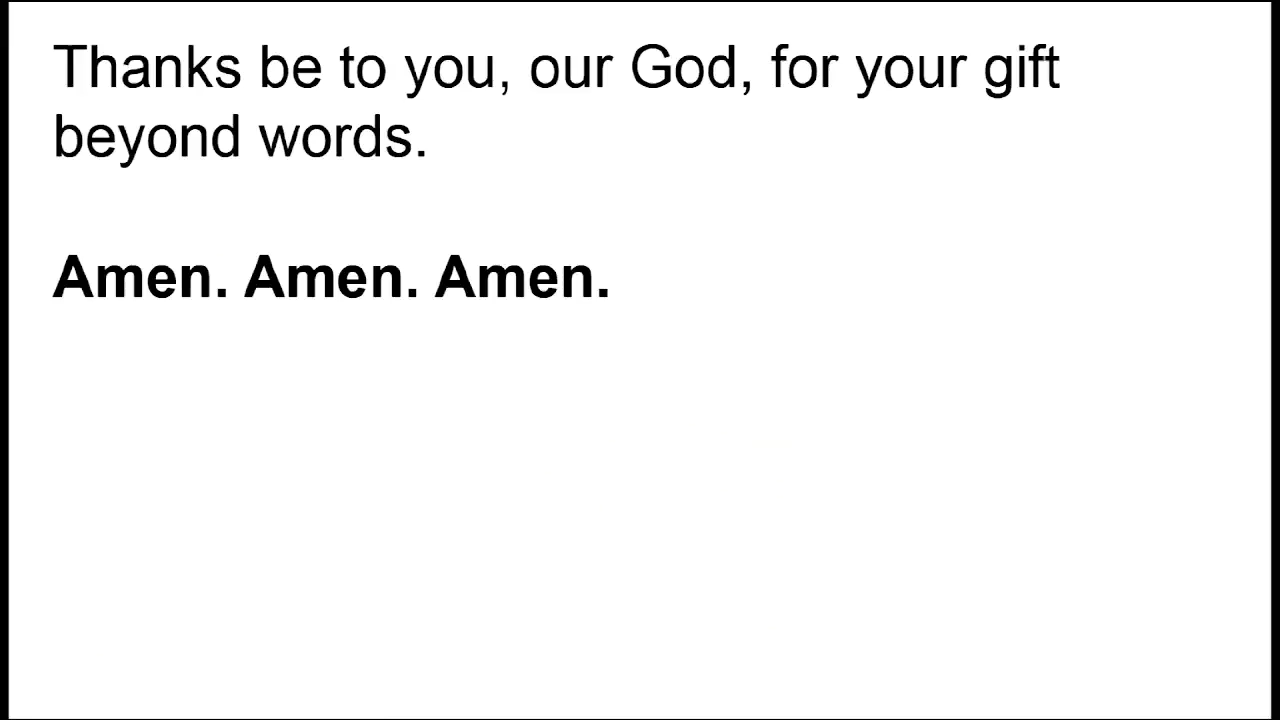 Thanks be to you, our God, for your gift
beyond words.
Amen. Amen. Amen.